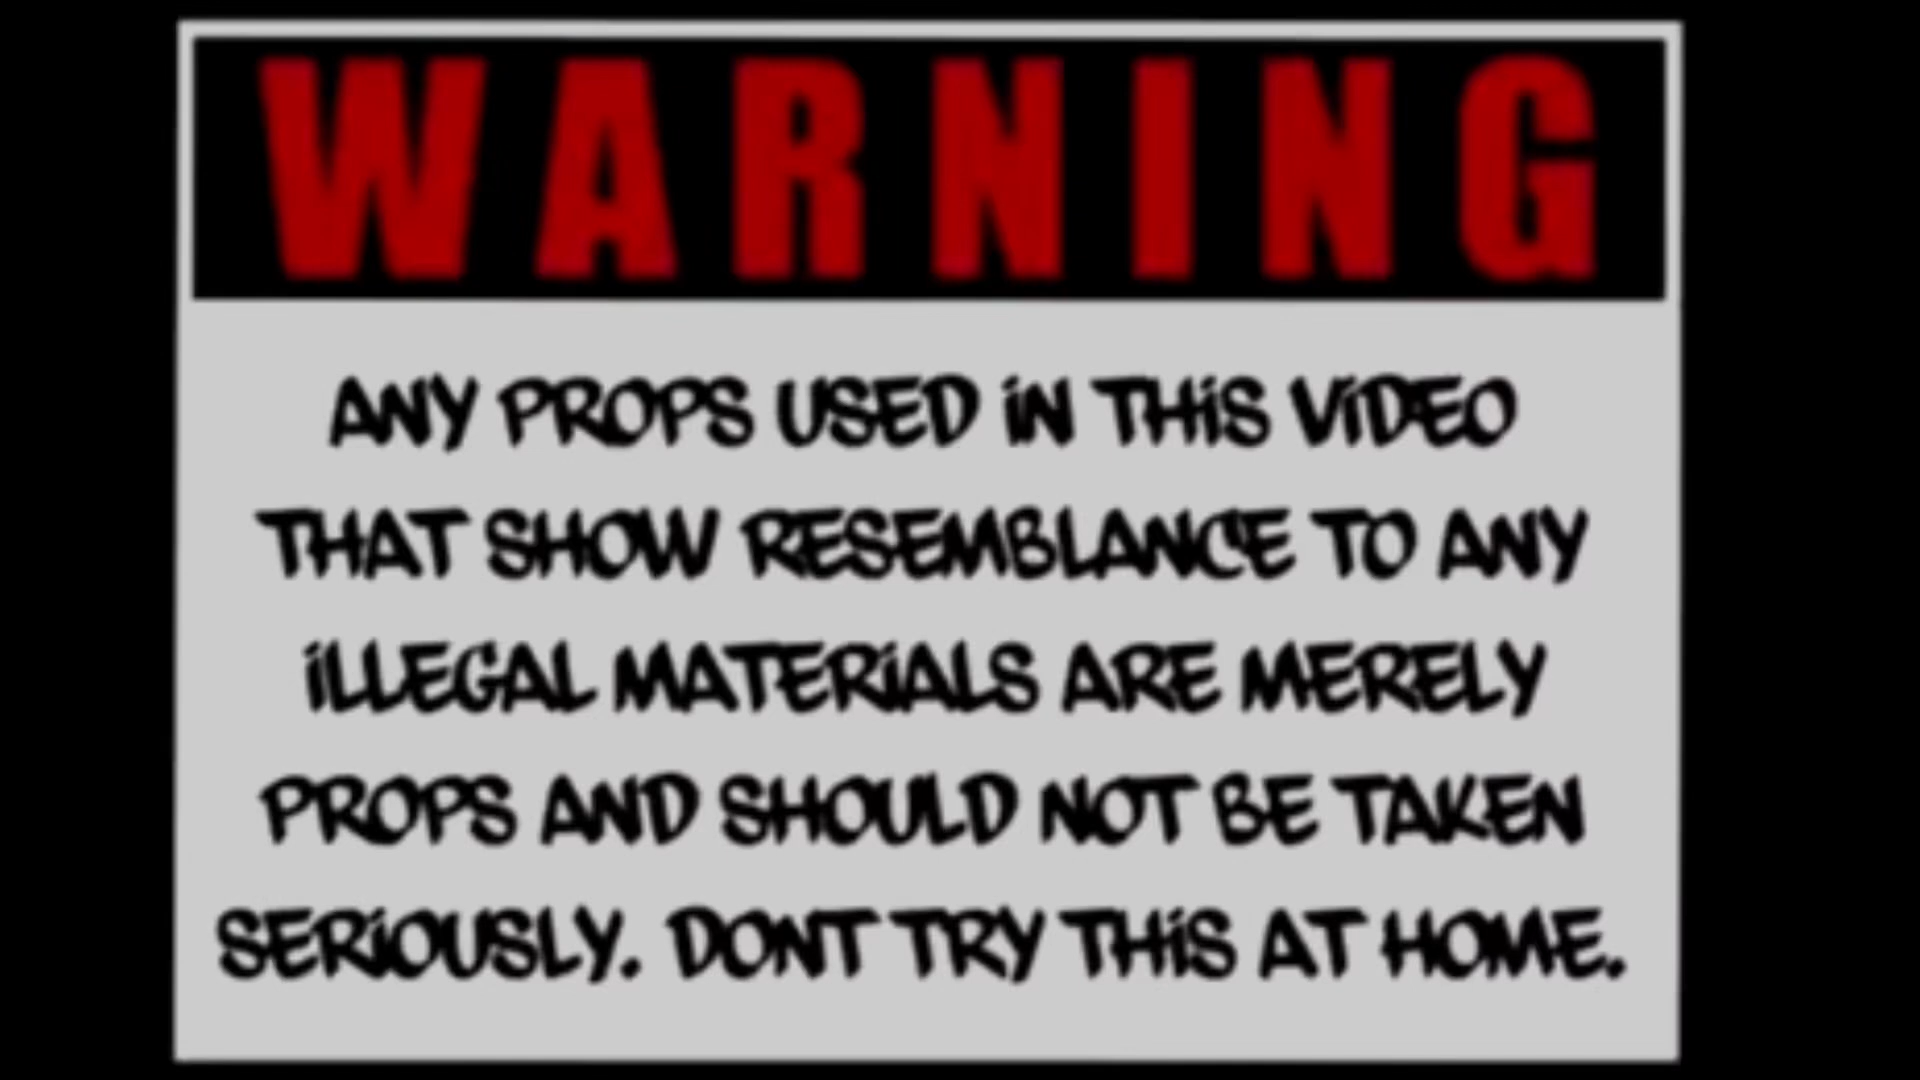 WARNING
ANY PROPS USED iN THiS ViDEO
THAT SHOW RESEMBLANCE TO ANY
iLLEGAL MATERiALS ARE MERELY
PROPS AND SHOULD NOT BE TAKEN
SERiOUSLY. DONT TRY THiS AT HOME.